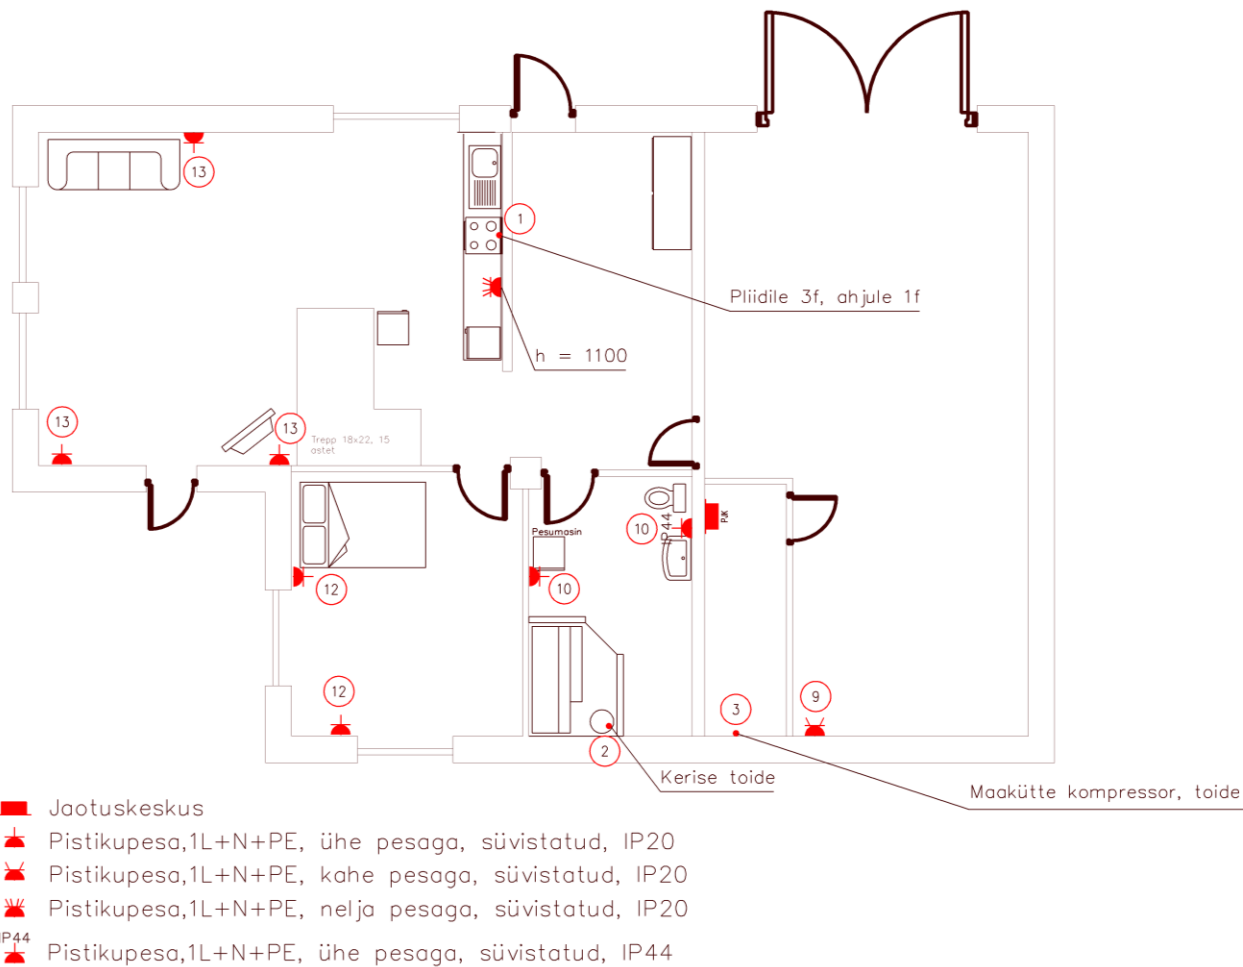 13
1
Pliidile 3f, ahjule 1f
h = 1100
13
13
Trepp 18x22, 15
astet
10
IP44
PJK
Pesumasin
12
10
12
9
3
2
Kerise toide
Maakütte kompressor, toide
Jaotuskeskus
Pistikupesa,1L+N+PE, ühe pesaga, süvistatud, IP20
Pistikupesa,1L+N+PE, kahe pesaga, süvistatud, IP20
Pistikupesa,1L+N+PE, nelja pesaga, süvistatud, IP20
IP44
Pistikupesa,1L+N+PE, ühe pesaga, süvistatud, IP44